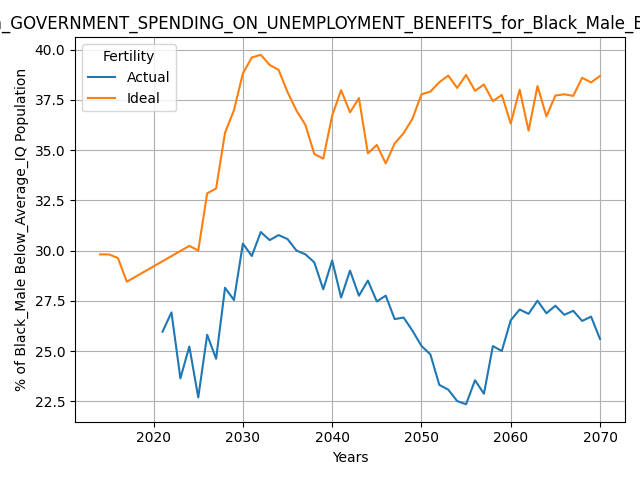 _GOVERNMENT_SPENDING_ON_UNEMPLOYMENT_BENEFITS_for_Black_Male
Fertility
Actual
Ideal
40.0
37.5
35.0
32.5
30.0
27.5
25.0
22.5
% of Black_Male Below_Average_IQ Population
2020 2030 2040 2050 2060 2070
Years